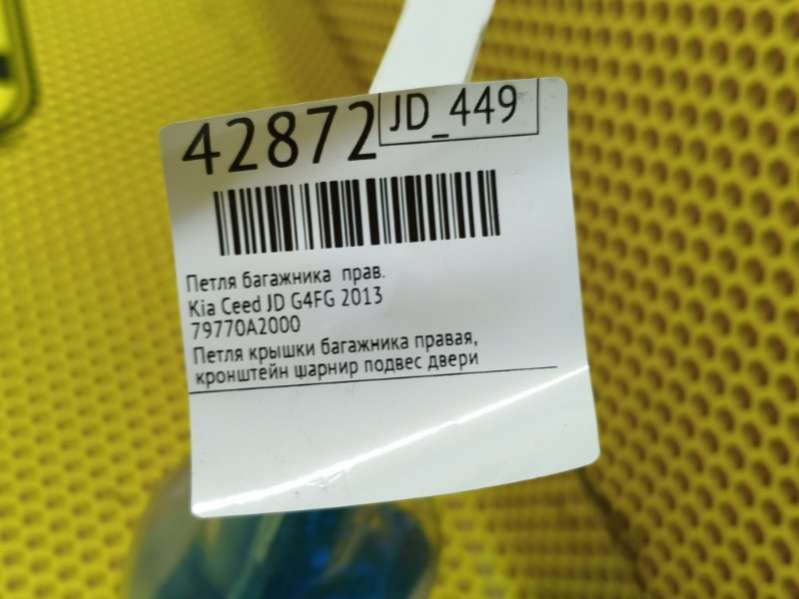 42872 JD_449
Петля багажника прав.
Kia Ceed JD G4FG 2013
79770A2000
Петля крышки багажника правая,
кронштейн шарнир подвес двери